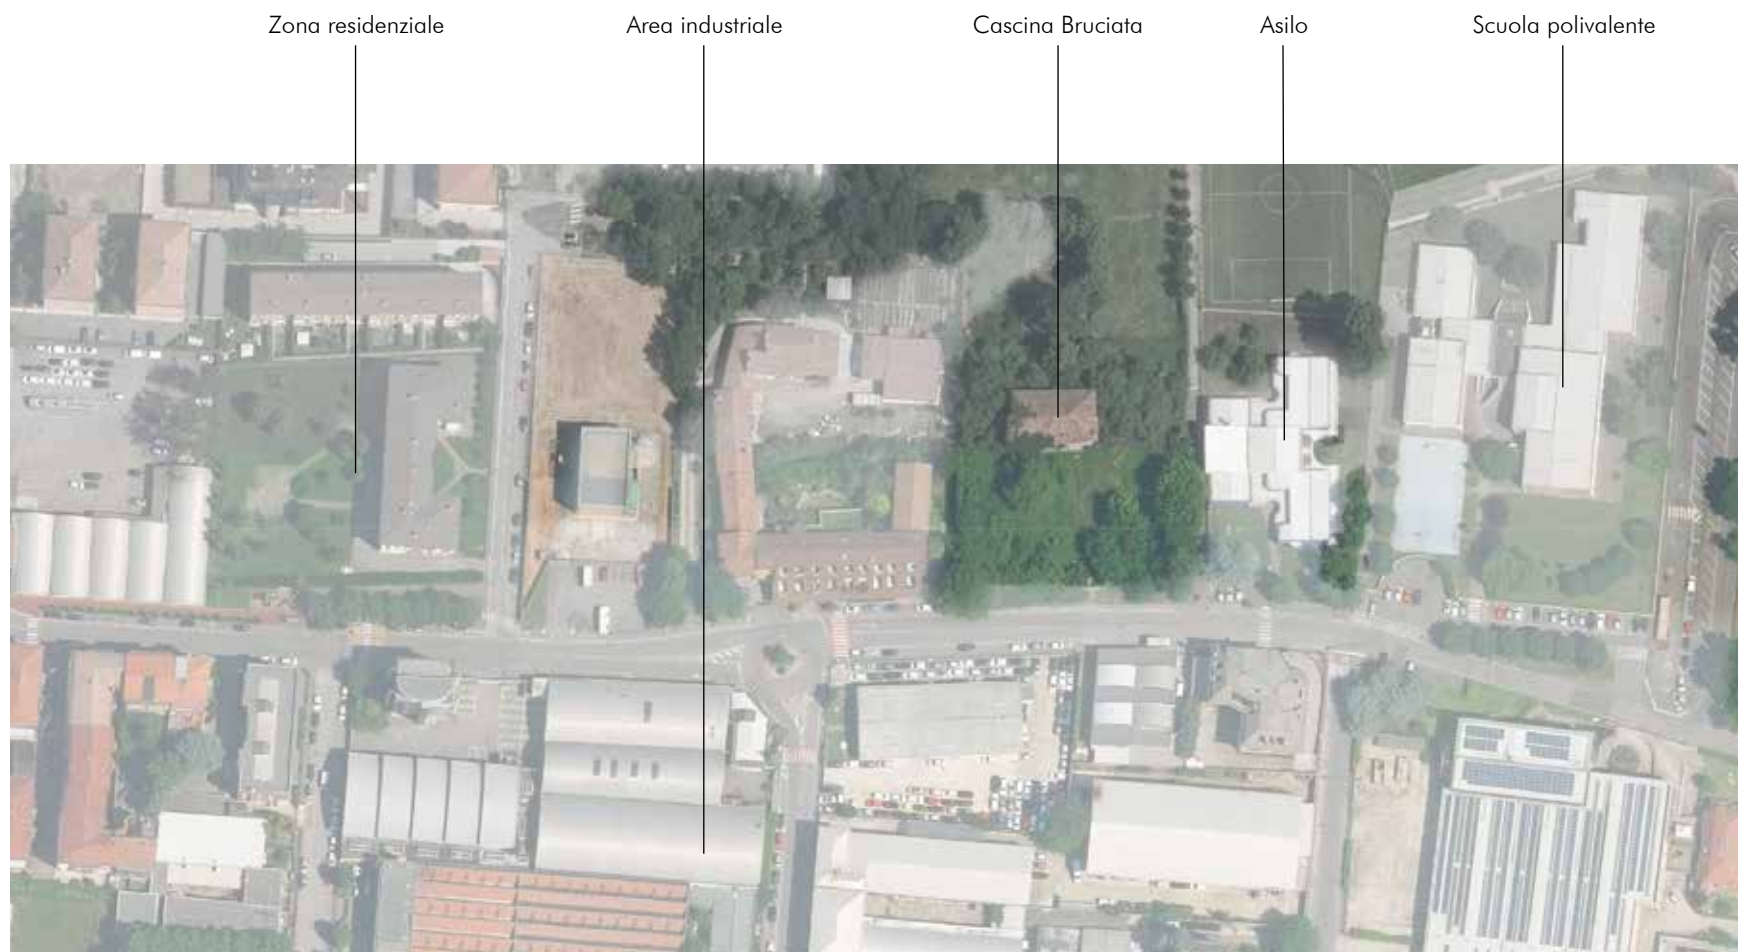 Zona residenziale
Area industriale
Cascina Bruciata
Asilo
Scuola polivalente